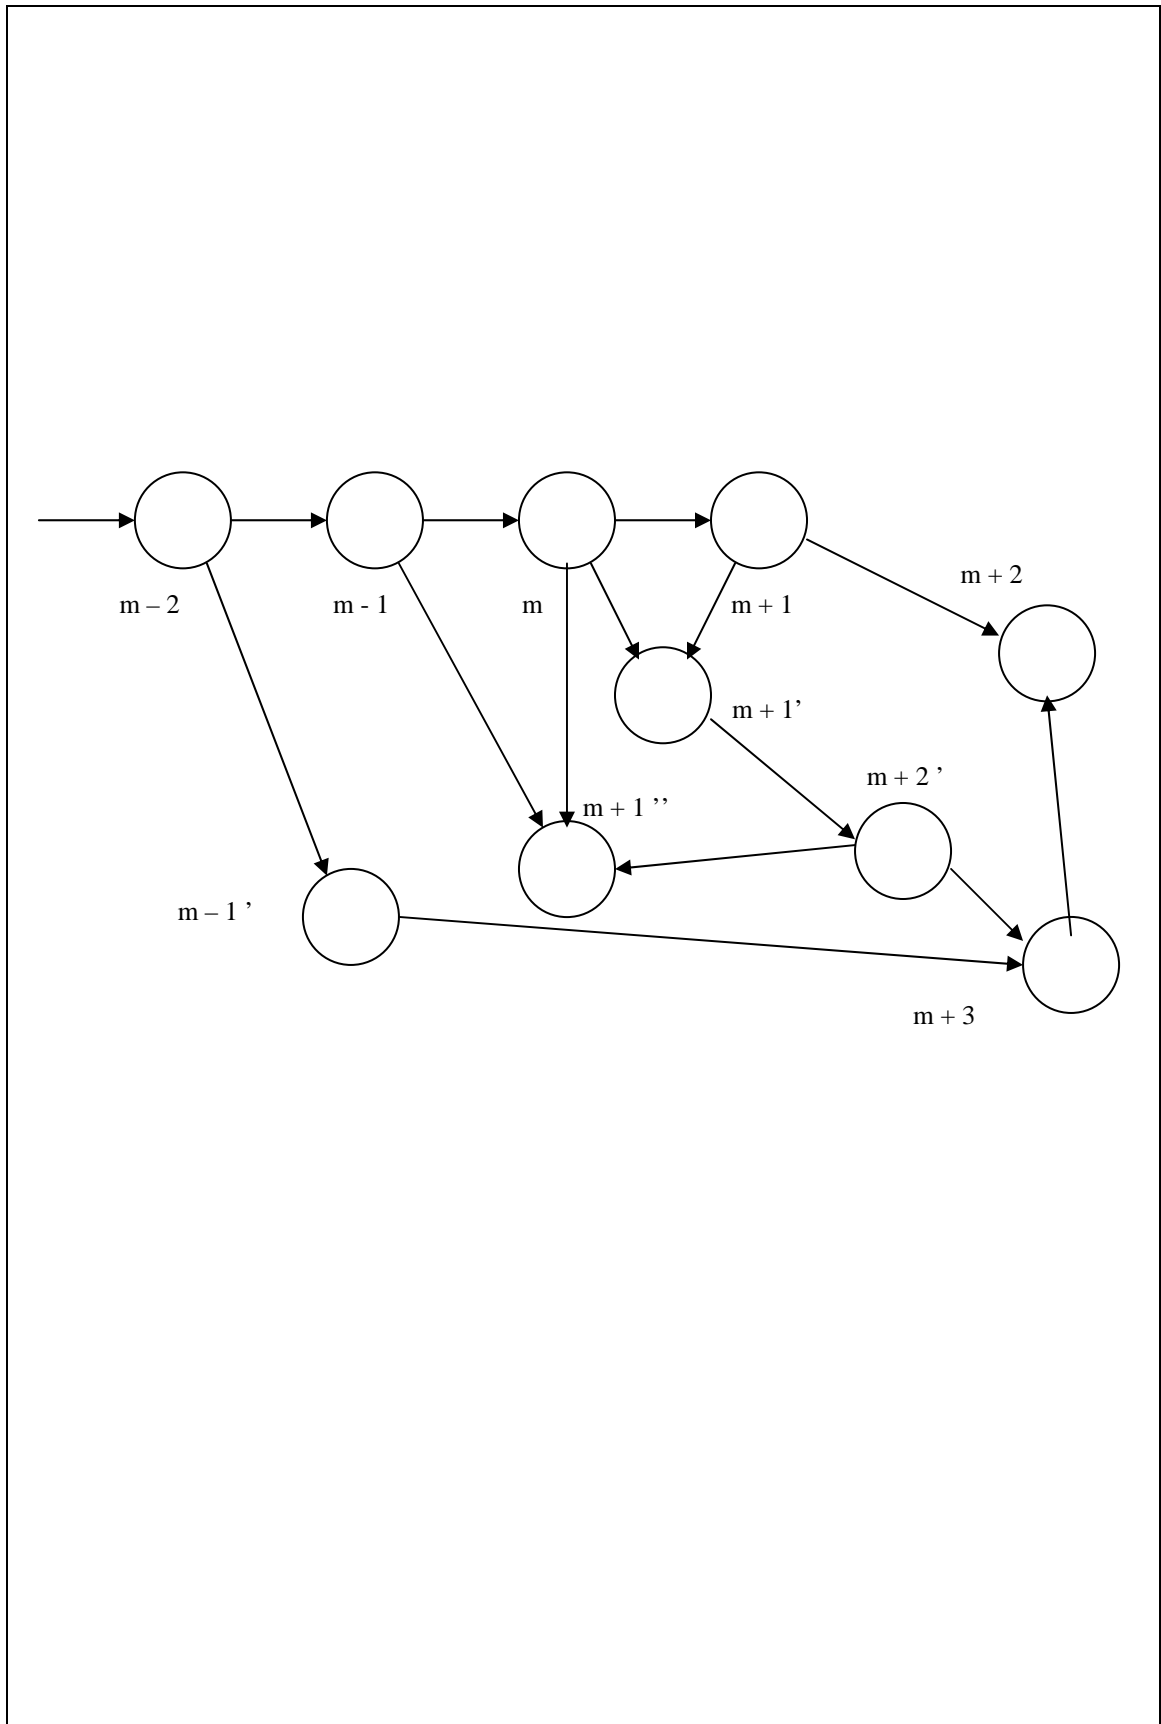 m + 2
m – 2
m - 1
m
m + 1
m + 1’
m + 2 ’
m + 1 ’’
m – 1 ’
m + 3